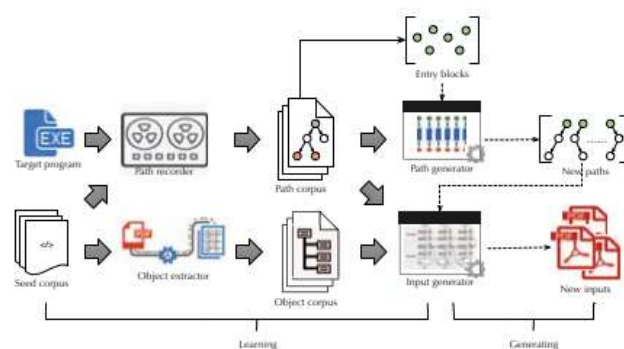 Entry blocks
EXE
Target program
Path recorder
Path corpus
Path generator
New paths
</>
Seed corpus
Object extractor
Object corpus
Input generator
New inputs
Learning
Generating